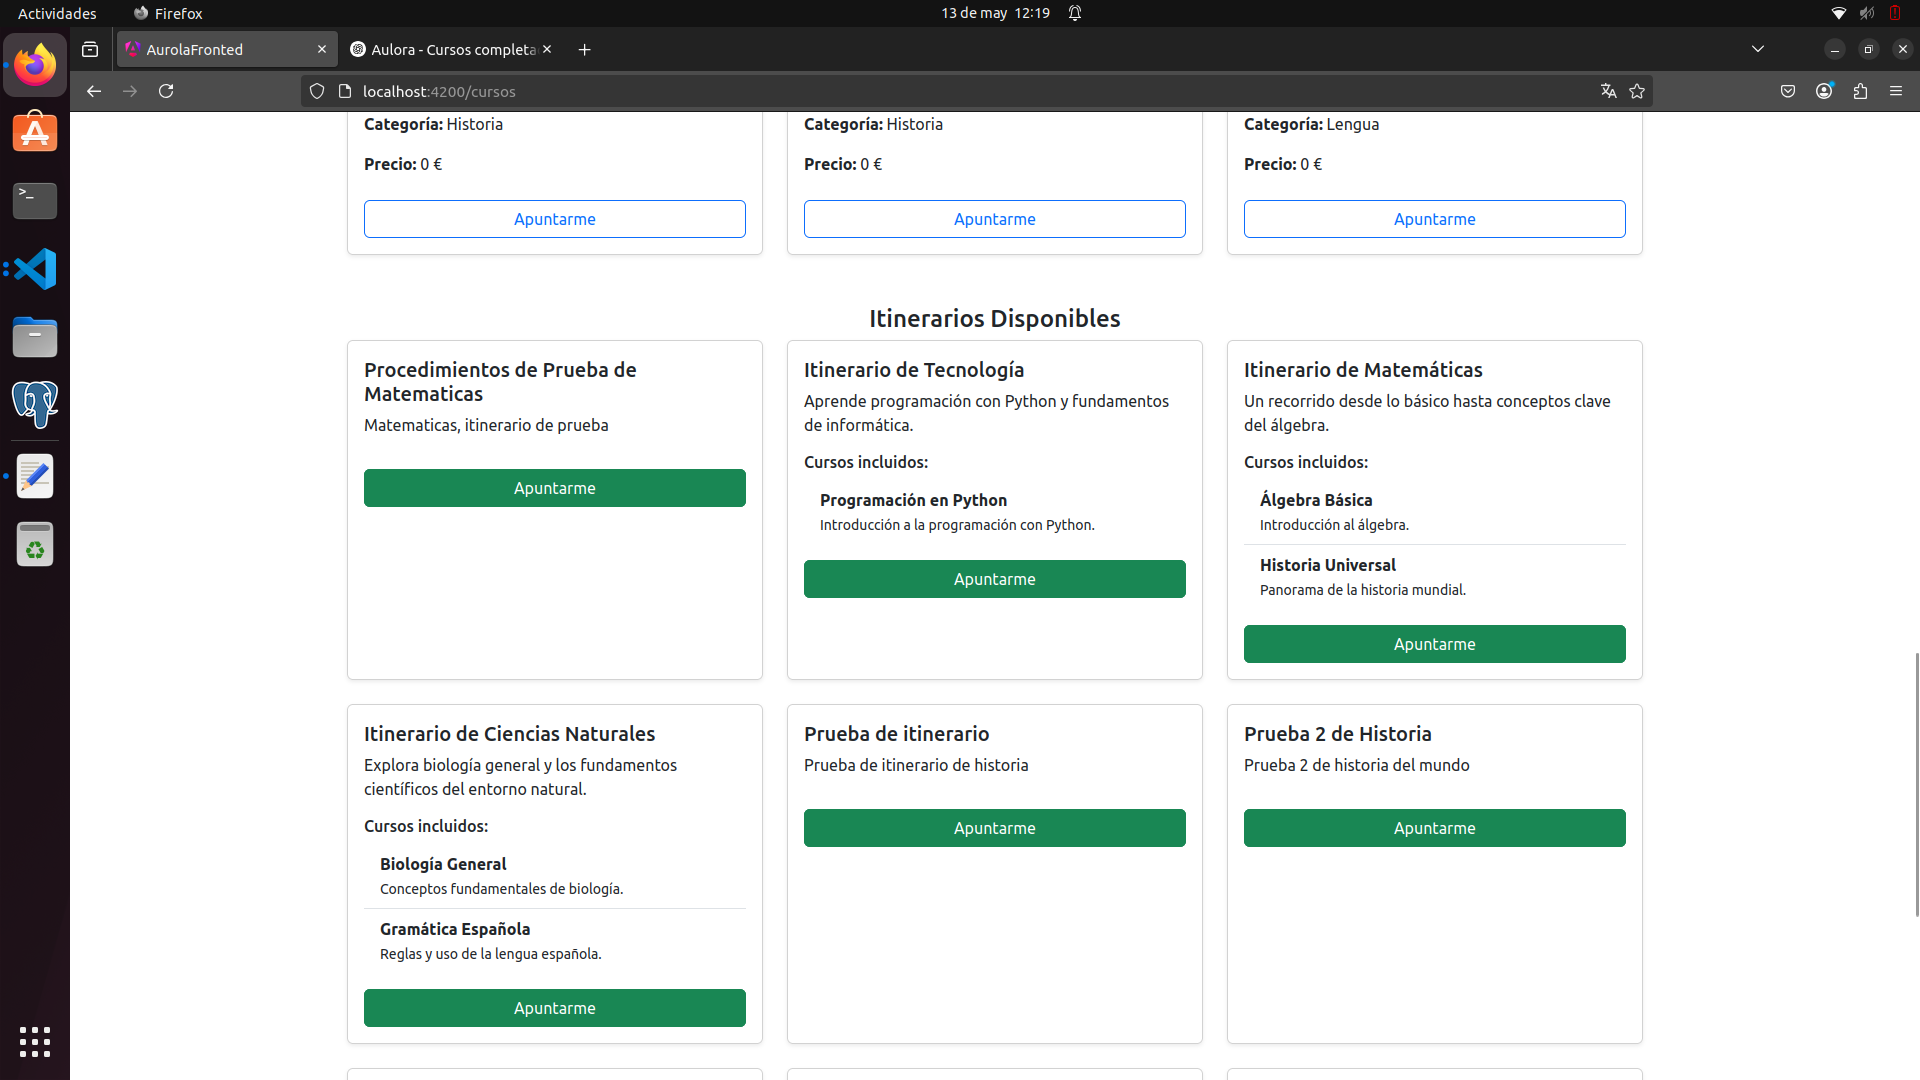 Actividades
Firefox
13 de may 12:19
AurolaFronted
Aulora - Cursos completa
localhost:4200/cursos
Categoría: Historia
Precio: 0 €
Apuntarme
Categoría: Historia
Precio: 0 €
Apuntarme
Categoría: Lengua
Precio: 0 €
Apuntarme
Itinerarios Disponibles
Procedimientos de Prueba de
Matematicas
Matematicas, itinerario de prueba
Apuntarme
Itinerario de Tecnología
Aprende programación con Python y fundamentos
de informática.
Cursos incluidos:
Programación en Python
Introducción a la programación con Python.
Apuntarme
Itinerario de Matemáticas
Un recorrido desde lo básico hasta conceptos clave
del álgebra.
Cursos incluidos:
Álgebra Básica
Introducción al álgebra.
Historia Universal
Panorama de la historia mundial.
Apuntarme
Itinerario de Ciencias Naturales
Explora biología general y los fundamentos
científicos del entorno natural.
Cursos incluidos:
Biología General
Conceptos fundamentales de biología.
Gramática Española
Reglas y uso de la lengua española.
Apuntarme
Prueba de itinerario
Prueba de itinerario de historia
Apuntarme
Prueba 2 de Historia
Prueba 2 de historia del mundo
Apuntarme